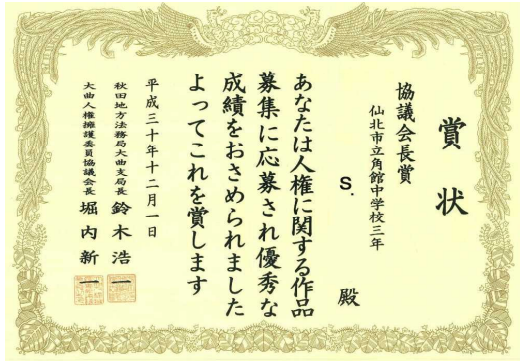 賞状
協議会長賞
仙北市立角館中学校三年
S. 殿
あなたは人権に関する作品
募集に応募され優秀な
成績をおさめられました
よってこれを賞します
平成三十年十二月一日
秋田地方法務局大曲支局長 鈴木浩一
大曲人権擁護委員協議会長 堀内新一